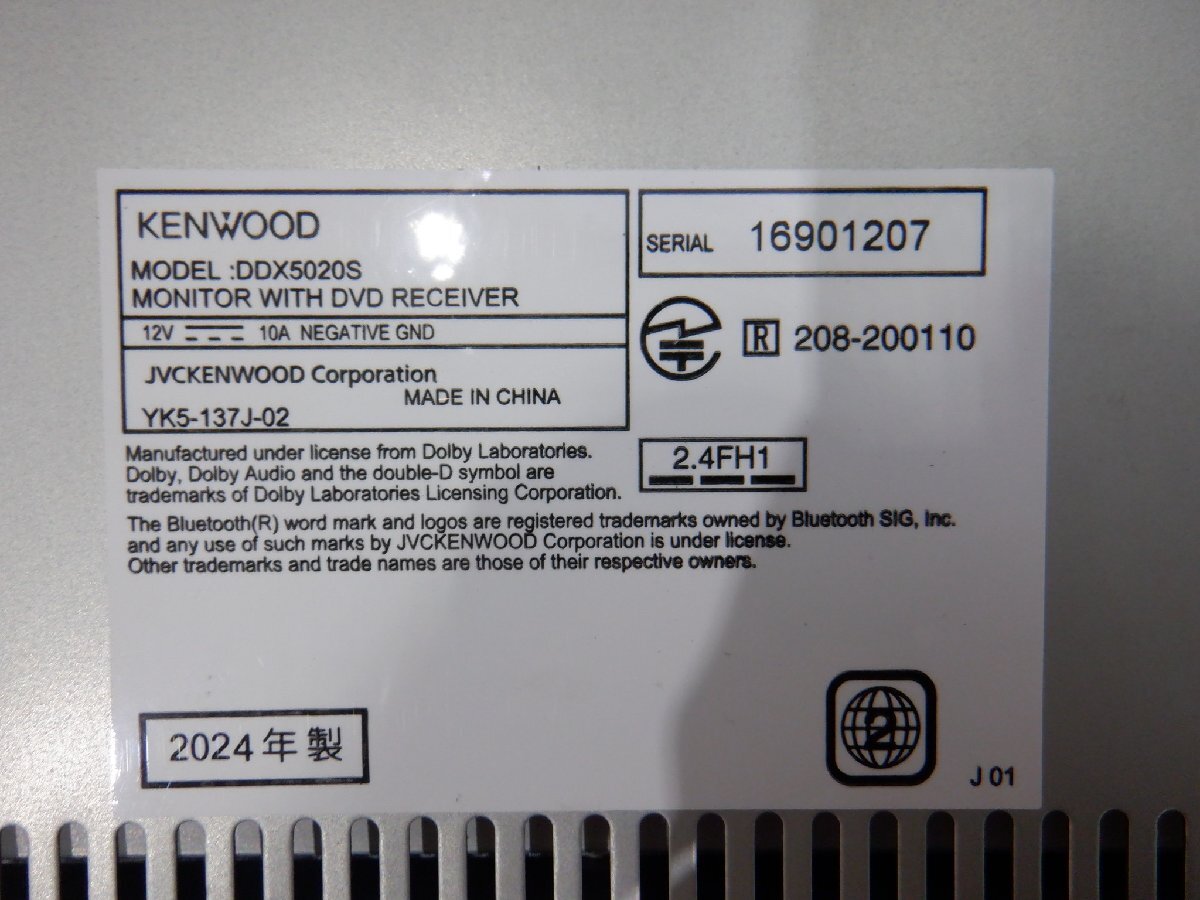 KENWOOD
MODEL :DDX5020S
MONITOR WITH DVD RECEIVER
12V 10A NEGATIVE GND
JVCKENWOOD Corporation
MADE IN CHINA
YK5-137J-02
SERIAL 16901207
R 208-200110
2.4FH1
Manufactured under license from Dolby Laboratories.
Dolby, Dolby Audio and the double-D symbol are
trademarks of Dolby Laboratories Licensing Corporation.
The Bluetooth(R) word mark and logos are registered trademarks owned by Bluetooth SIG, Inc.
and any use of such marks by JVCKENWOOD Corporation is under license.
Other trademarks and trade names are those of their respective owners.
2024年製
2
J 01